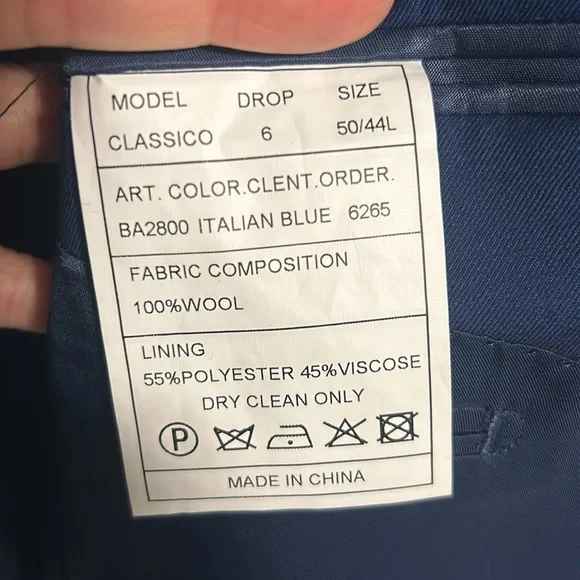 MODEL DROP SIZE
CLASSICO 6 50/44L
ART. COLOR.CLENT.ORDER.
BA2800 ITALIAN BLUE 6265
FABRIC COMPOSITION
100%WOOL
LINING
55%POLYESTER 45%VISCOSE
DRY CLEAN ONLY
P
MADE IN CHINA